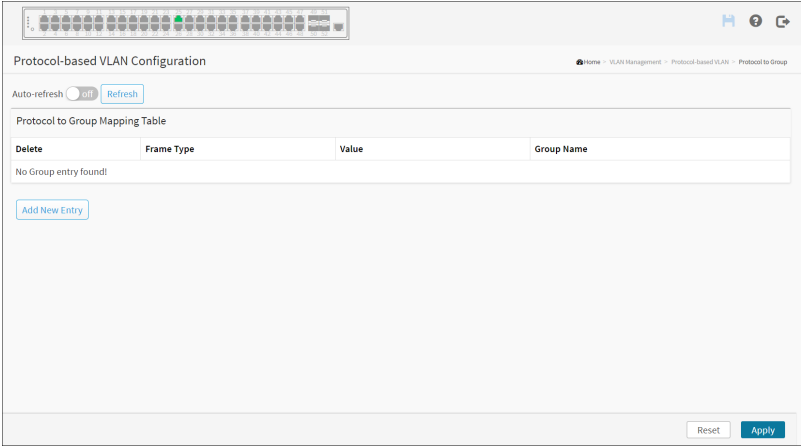 Protocol-based VLAN Configuration
Home > VLAN Management > Protocol-based VLAN > Protocol to Group
Auto-refresh off Refresh
Protocol to Group Mapping Table
Delete Frame Type Value Group Name
No Group entry found!
Add New Entry
Reset Apply